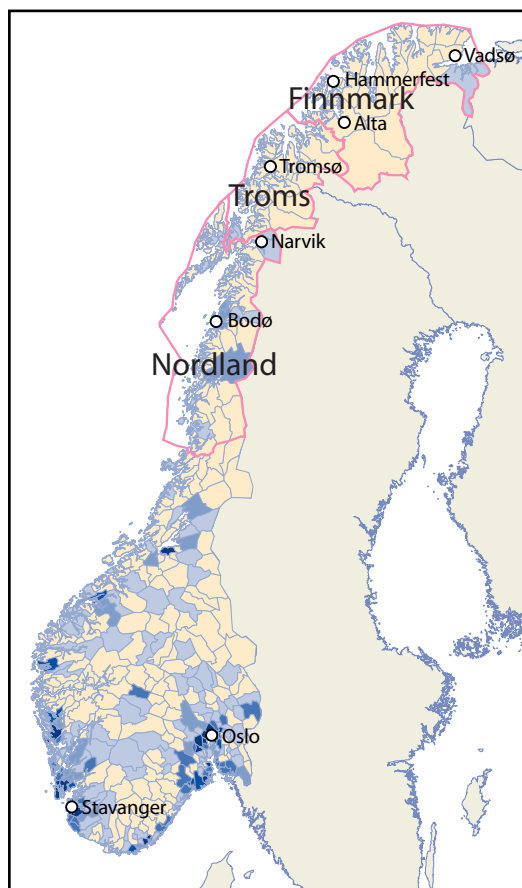 Vadsø
Hammerfest
Finnmark
Alta
Tromsø
Troms
Narvik
Bodø
Nordland
Oslo
Stavanger